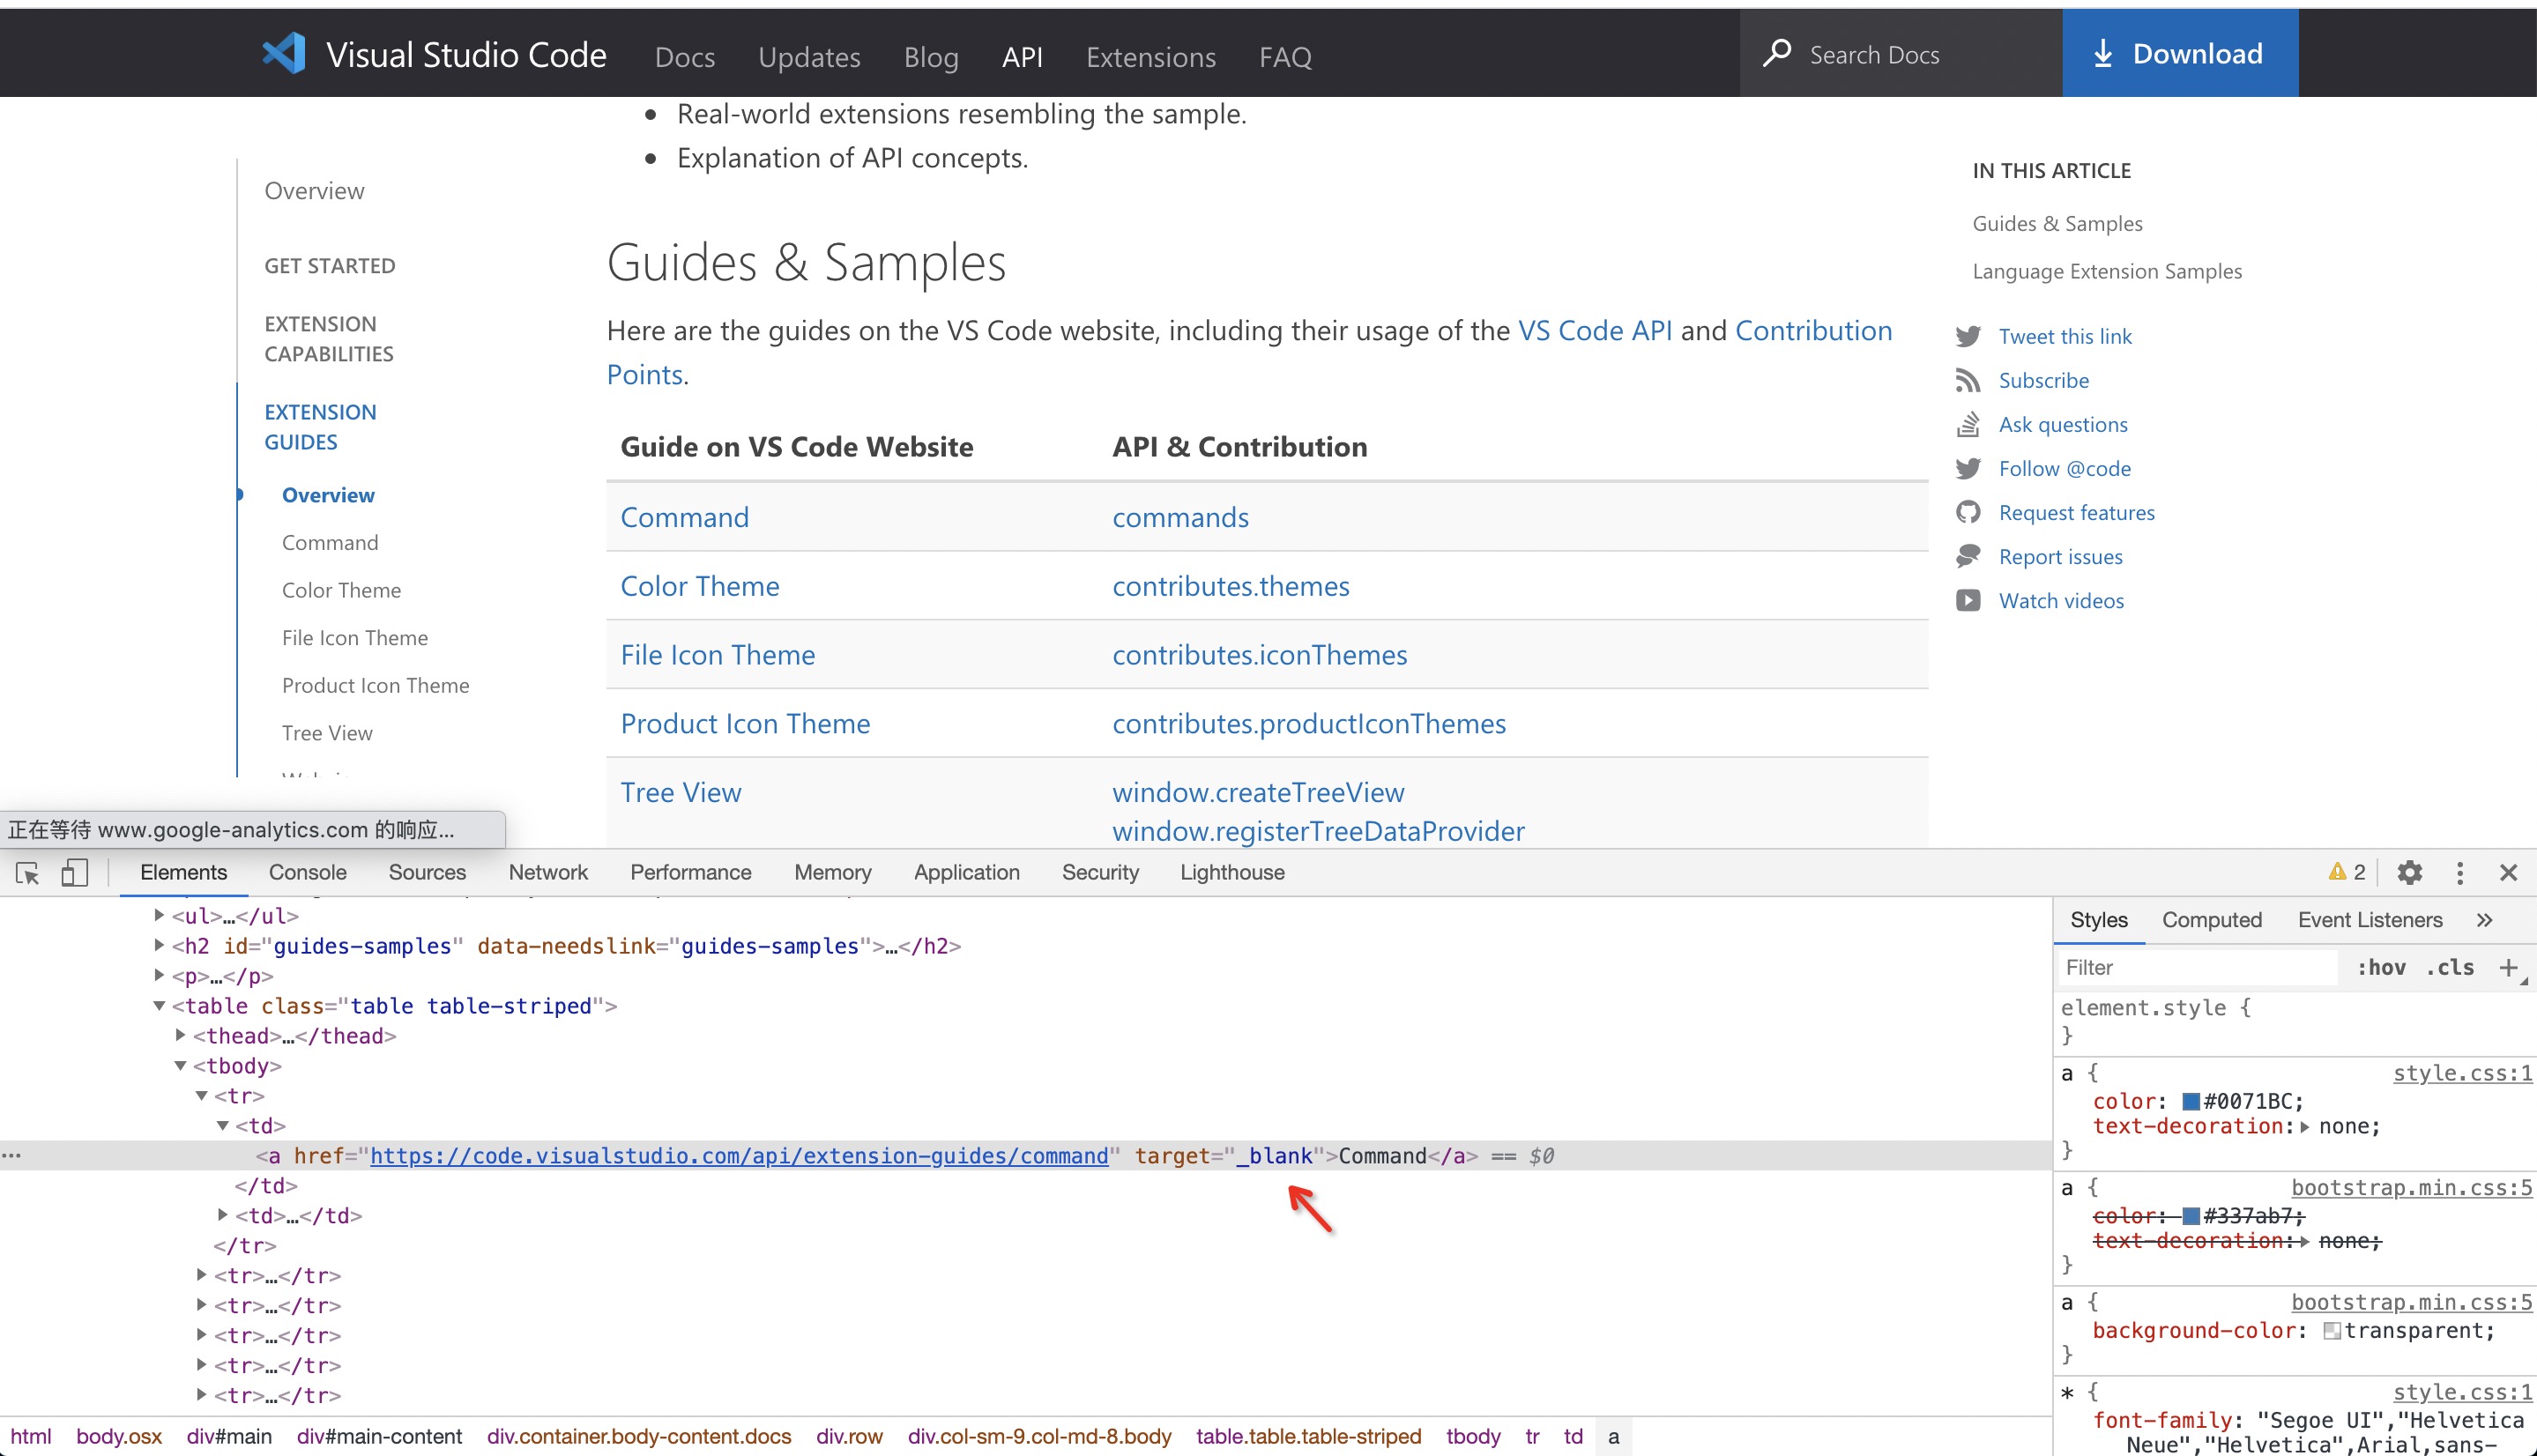 Visual Studio Code Docs Updates Blog API Extensions FAQ Search Docs Download
Real-world extensions resembling the sample.
Explanation of API concepts.
Overview
GET STARTED
EXTENSION
CAPABILITIES
EXTENSION
GUIDES
Overview
Command
Color Theme
File Icon Theme
Product Icon Theme
Tree View
Guides & Samples
Here are the guides on the VS Code website, including their usage of the VS Code API and Contribution
Points.
Guide on VS Code Website API & Contribution
Command commands
Color Theme contributes.themes
File Icon Theme contributes.iconThemes
Product Icon Theme contributes.productIconThemes
Tree View window.createTreeView
window.registerTreeDataProvider
IN THIS ARTICLE
Guides & Samples
Language Extension Samples
Tweet this link
Subscribe
Ask questions
Follow @code
Request features
Report issues
Watch videos
正在等待 www.google-analytics.com 的响应...
Elements Console Sources Network Performance Memory Application Security Lighthouse 2
<ul>…</ul>
<h2 id="guides-samples" data-needslink="guides-samples">…</h2>
<p>…</p>
<table class="table table-striped">
<thead>…</thead>
<tbody>
<tr>
<td>
<a href="https://code.visualstudio.com/api/extension-guides/command" target="_blank">Command</a> == $0
</td>
<td>…</td>
</tr>
<tr>…</tr>
<tr>…</tr>
<tr>…</tr>
<tr>…</tr>
<tr>…</tr>
html body.osx div#main div#main-content div.container.body-content.docs div.row div.col-sm-9.col-md-8.body table.table.table-striped tbody tr td a
Styles Computed Event Listeners »
Filter :hov .cls +
element.style {
}
a { style.css:1
color: #0071BC;
text-decoration: none;
}
a { bootstrap.min.css:5
color: #337ab7;
text-decoration: none;
}
a { bootstrap.min.css:5
background-color: transparent;
}
* { style.css:1
font-family: "Segoe UI","Helvetica
Neue","Helvetica",Arial,sans-